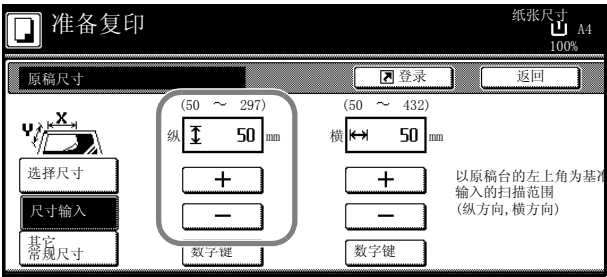 准备复印
纸张尺寸
A4
100%
原稿尺寸
登录
返回
(50 ～ 297)
(50 ～ 432)
X
Y
纵 50 mm
横 50 mm
选择尺寸
+
+
以原稿台的左上角为基准
输入的扫描范围
(纵方向,横方向)
尺寸输入
−
−
其它
常规尺寸
数字键
数字键